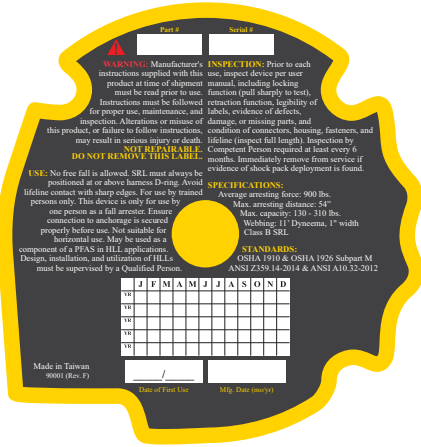 Part #
Serial #
WARNING: Manufacturer's
instructions supplied with this
product at time of shipment
must be read prior to use.
Instructions must be followed
for proper use, maintenance, and
inspection. Alterations or misuse of
this product, or failure to follow instructions,
may result in serious injury or death.
NOT REPAIRABLE.
DO NOT REMOVE THIS LABEL.
USE: No free fall is allowed. SRL must always be
positioned at or above harness D-ring. Avoid
lifeline contact with sharp edges. For use by trained
persons only. This device is only for use by
one person as a fall arrester. Ensure
connection to anchorage is secured
properly before use. Not suitable for
horizontal use. May be used as a
component of a PFAS in HLL applications.
Design, installation, and utilization of HLLs
must be supervised by a Qualified Person.
INSPECTION: Prior to each
use, inspect device per user
manual, including locking
function (pull sharply to test),
retraction function, legibility of
labels, evidence of defects,
damage, or missing parts, and
condition of connectors, housing, fasteners, and
lifeline (inspect full length). Inspection by
Competent Person required at least every 6
months. Immediately remove from service if
evidence of shock pack deployment is found.
SPECIFICATIONS:
Average arresting force: 900 lbs.
Max. arresting distance: 54"
Max. capacity: 130 - 310 lbs.
Webbing: 11' Dyneema, 1" width
Class B SRL
STANDARDS:
OSHA 1910 & OSHA 1926 Subpart M
ANSI Z359.14-2014 & ANSI A10.32-2012
J F M A M J J A S O N D
YR
YR
YR
YR
YR
Made in Taiwan
90001 (Rev. F)
____/____
Date of First Use
Mfg. Date (mo/yr)